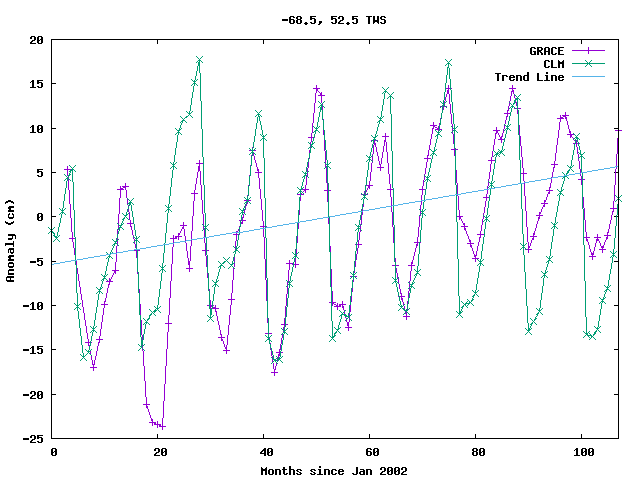 -68.5, 52.5 TWS
GRACE
CLM
Trend Line
20
15
10
5
0
-5
-10
-15
-20
-25
Anomaly (cm)
0 20 40 60 80 100
Months since Jan 2002